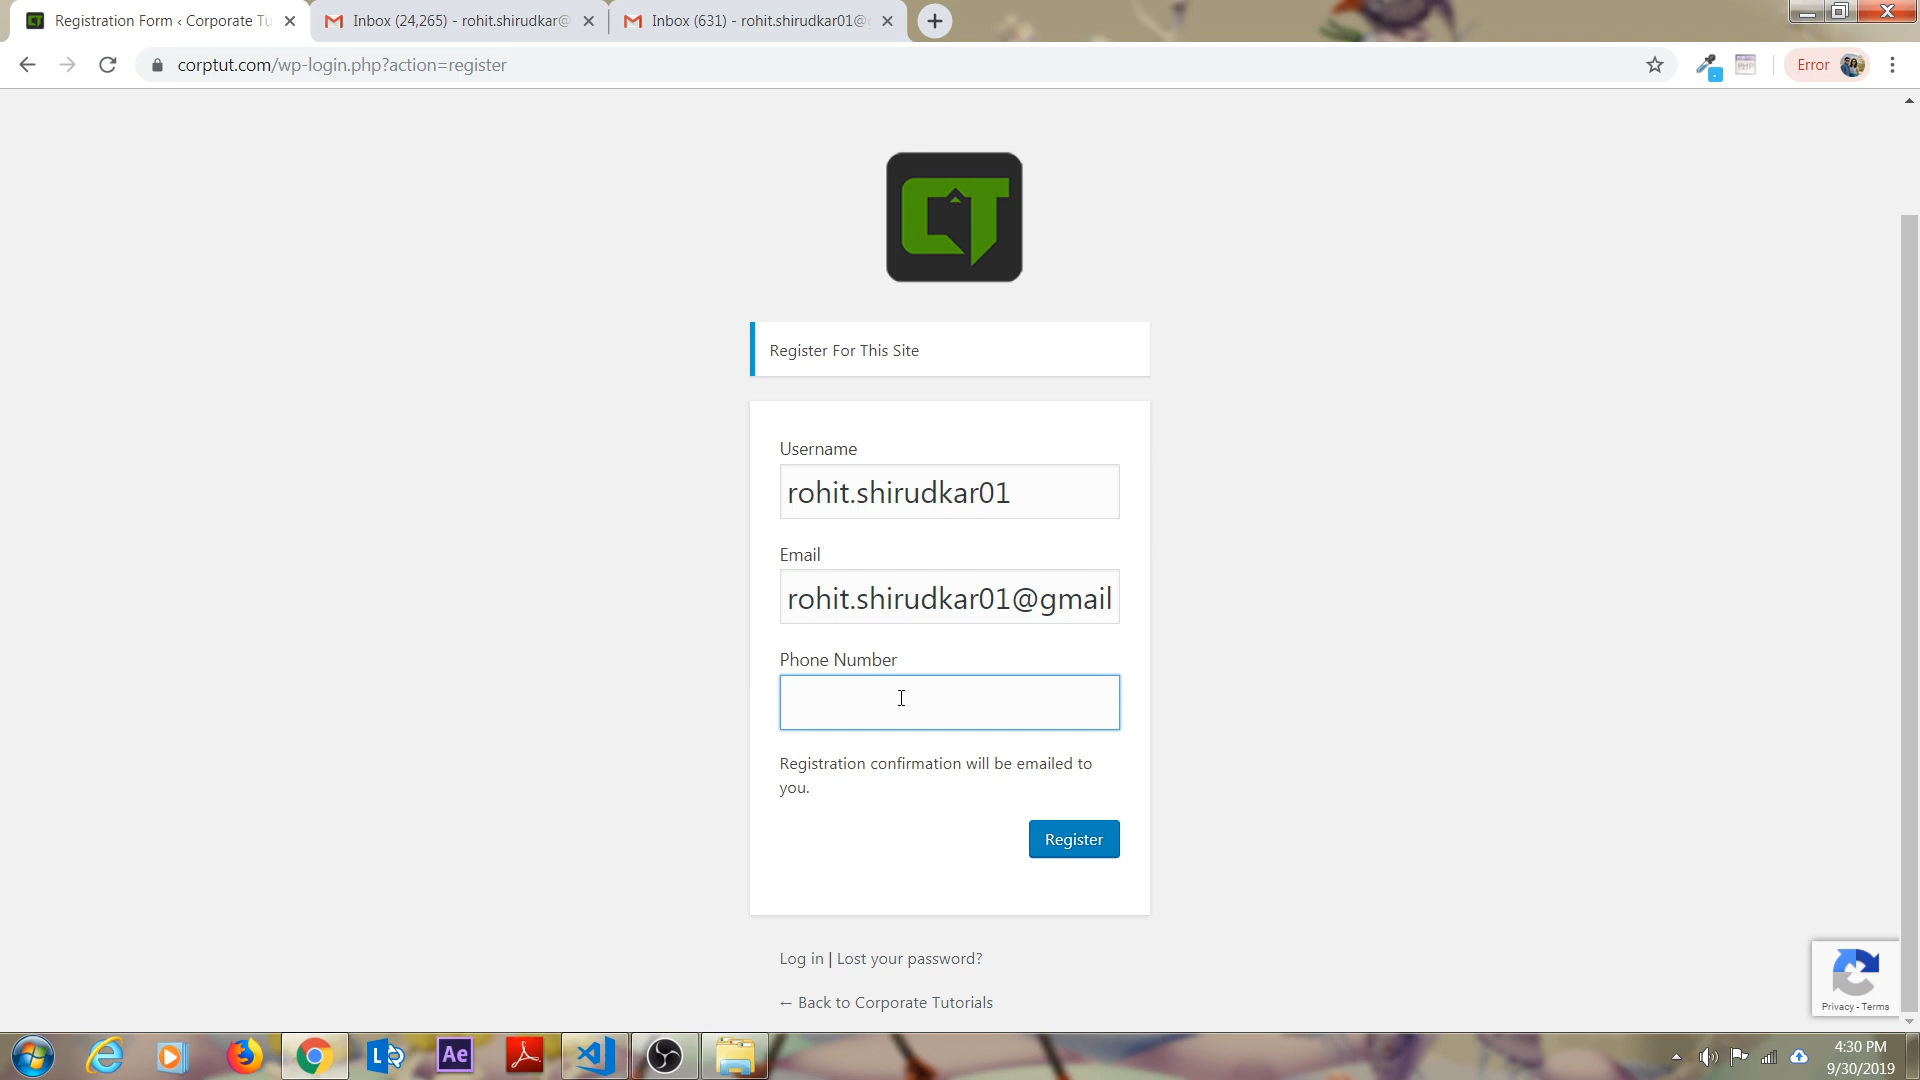 Registration Form ‹ Corporate Tu
Inbox (24,265) - rohit.shirudkar@
Inbox (631) - rohit.shirudkar01@
corptut.com/wp-login.php?action=register
PHP
Error
CT
Register For This Site
Username
rohit.shirudkar01
Email
rohit.shirudkar01@gmail
Phone Number
Registration confirmation will be emailed to
you.
Register
Log in | Lost your password?
← Back to Corporate Tutorials
Privacy - Terms
Ae
4:30 PM
9/30/2019